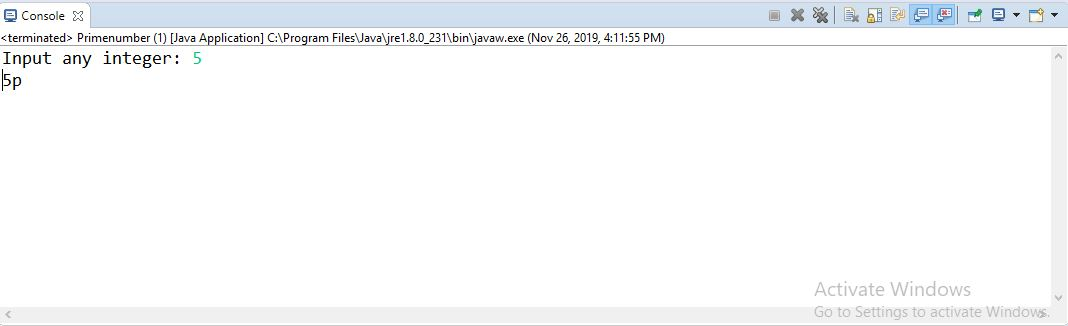 Console
<terminated> Primenumber (1) [Java Application] C:\Program Files\Java\jre1.8.0_231\bin\javaw.exe (Nov 26, 2019, 4:11:55 PM)
Input any integer: 5
5p
Activate Windows
Go to Settings to activate Windows.